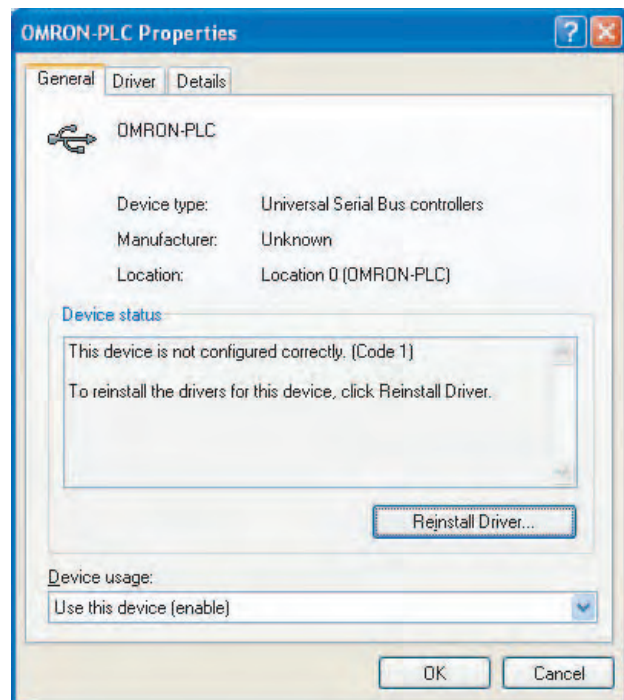 OMRON-PLC Properties
General Driver Details
OMRON-PLC
Device type: Universal Serial Bus controllers
Manufacturer: Unknown
Location: Location 0 (OMRON-PLC)
Device status
This device is not configured correctly. (Code 1)
To reinstall the drivers for this device, click Reinstall Driver.
Reinstall Driver...
Device usage:
Use this device (enable)
OK Cancel